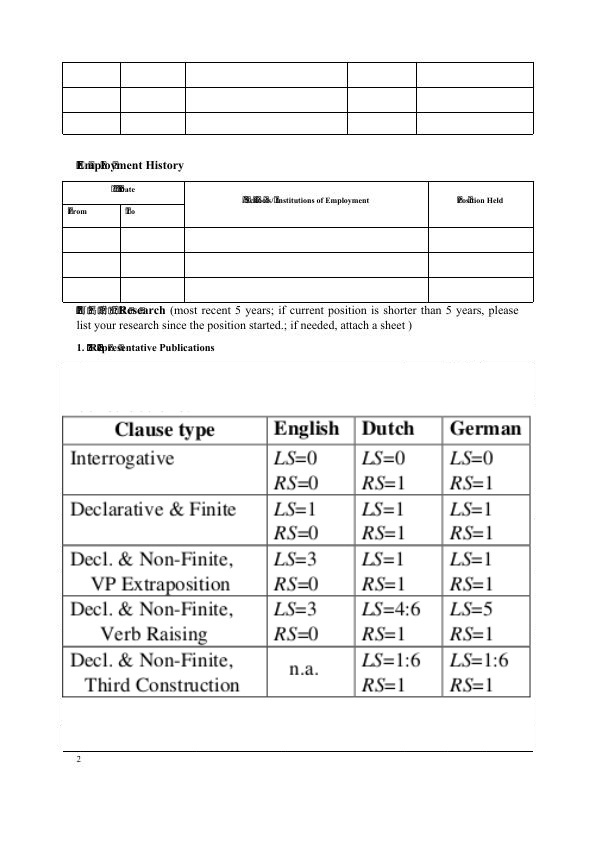 Employment History
Date
Schools/Institutions of Employment
Position Held
From
To
Research (most recent 5 years; if current position is shorter than 5 years, please
list your research since the position started.; if needed, attach a sheet )
1. Representative Publications
Clause type English Dutch German
Interrogative LS=0 LS=0 LS=0
RS=0 RS=1 RS=1
Declarative & Finite LS=1 LS=1 LS=1
RS=0 RS=1 RS=1
Decl. & Non-Finite, LS=3 LS=1 LS=1
VP Extraposition RS=0 RS=1 RS=1
Decl. & Non-Finite, LS=3 LS=4:6 LS=5
Verb Raising RS=0 RS=1 RS=1
Decl. & Non-Finite, n.a. LS=1:6 LS=1:6
Third Construction RS=1 RS=1
2